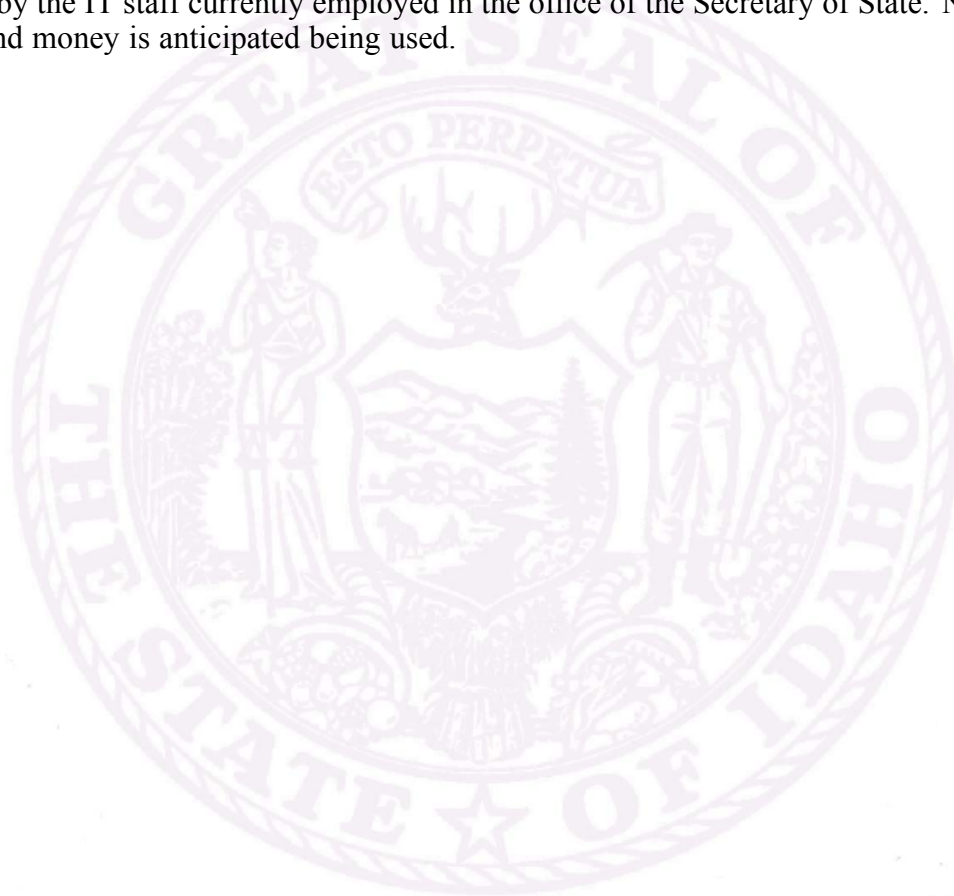 by the IT staff currently employed in the office of the Secretary of State.
nd money is anticipated being used.
GREAT SEAL OF
ESTO PERPETUA
THE STATE OF IDAHO